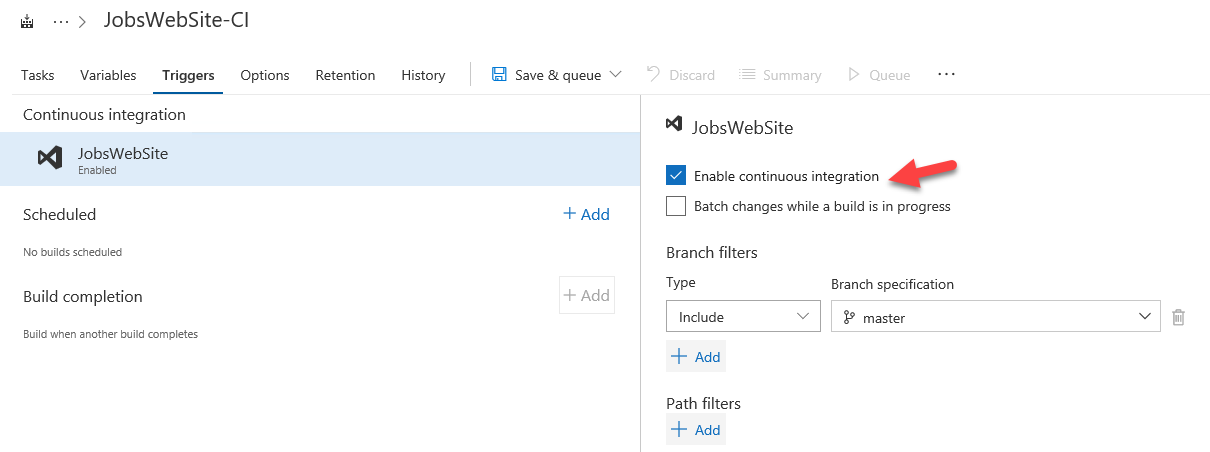 ··· > JobsWebSite-CI
Tasks Variables Triggers Options Retention History Save & queue Discard Summary Queue ···
Continuous integration
JobsWebSite
Enabled
Scheduled + Add
No builds scheduled
Build completion + Add
Build when another build completes
JobsWebSite
Enable continuous integration
Batch changes while a build is in progress
Branch filters
Type Branch specification
Include master
+ Add
Path filters
+ Add